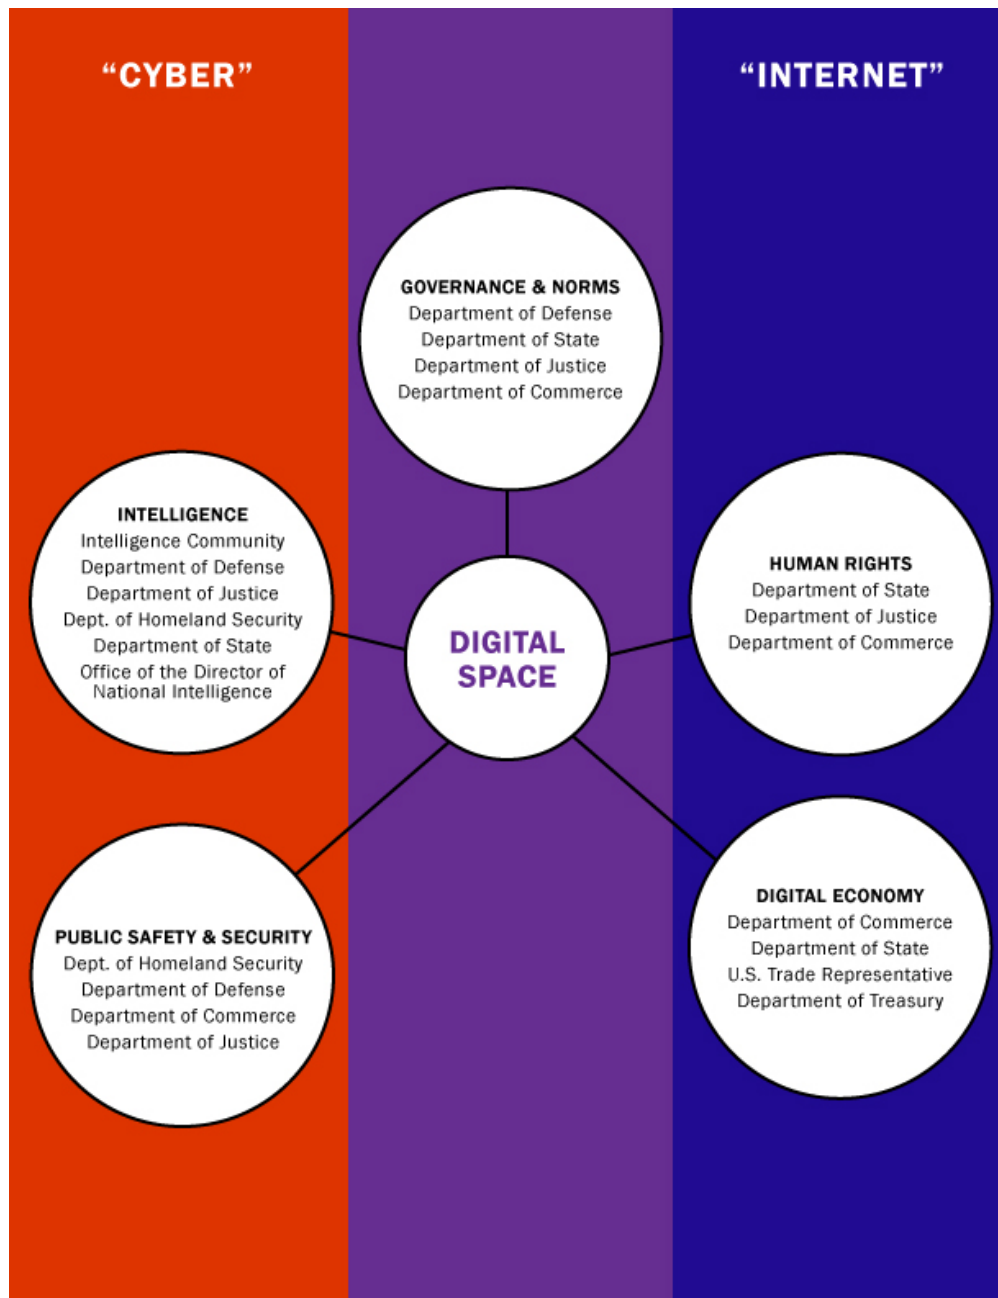 “CYBER”
“INTERNET”
GOVERNANCE & NORMS
Department of Defense
Department of State
Department of Justice
Department of Commerce
INTELLIGENCE
Intelligence Community
Department of Defense
Department of Justice
Dept. of Homeland Security
Department of State
Office of the Director of
National Intelligence
DIGITAL
SPACE
HUMAN RIGHTS
Department of State
Department of Justice
Department of Commerce
PUBLIC SAFETY & SECURITY
Dept. of Homeland Security
Department of Defense
Department of Commerce
Department of Justice
DIGITAL ECONOMY
Department of Commerce
Department of State
U.S. Trade Representative
Department of Treasury